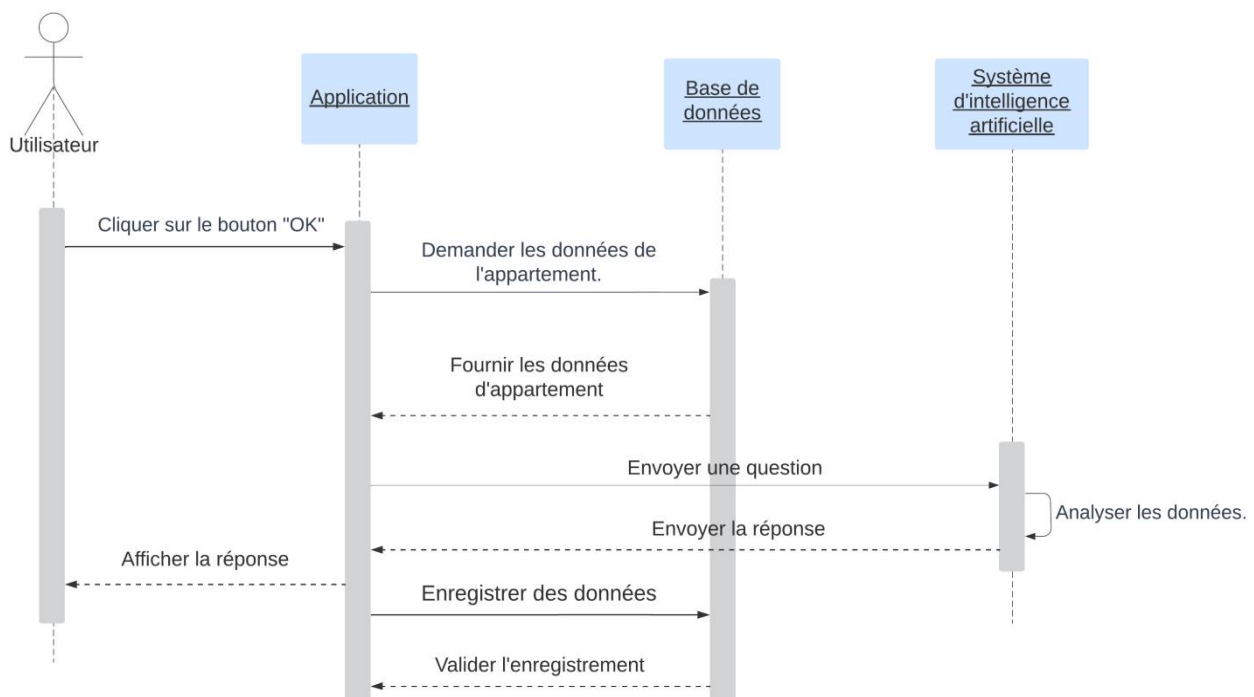 Utilisateur
Application
Base de
données
Système
d'intelligence
artificielle
Cliquer sur le bouton "OK"
Demander les données de
l'appartement.
Fournir les données
d'appartement
Envoyer une question
Analyser les données.
Envoyer la réponse
Afficher la réponse
Enregistrer des données
Valider l'enregistrement